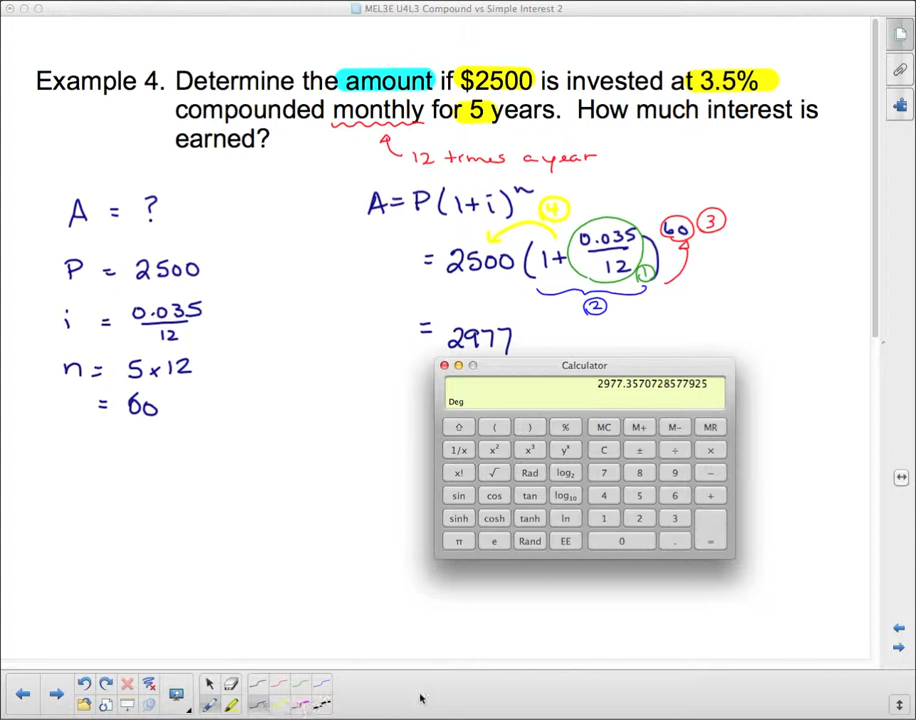 MEL3E U4L3 Compound vs Simple Interest 2
Example 4. Determine the amount if $2500 is invested at 3.5%
compounded monthly for 5 years. How much interest is
earned?
12 times a year
A = ?
P = 2500
i = 0.035/12
n = 5 x 12
= 60
A = P(1+i)^n
④
= 2500 (1+ 0.035/12)^60 ③
①
②
= 2977
Calculator
2977.3570728577925
Deg
⇧ ( ) % MC M+ M– MR
1/x x² x³ yˣ C ± ÷ ×
x! √ Rad log₂ 7 8 9 –
sin cos tan log₁₀ 4 5 6 +
sinh cosh tanh ln 1 2 3
π e Rand EE 0 . =